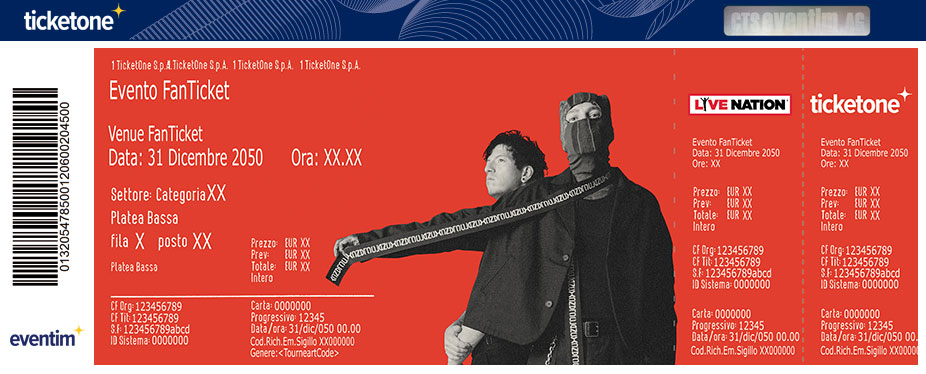 ticketone
CTS eventim AG
1 TicketOne S.p.A. TicketOne S.p.A. 1 TicketOne S.p.A. 1 TicketOne S.p.A.
Evento FanTicket
Venue FanTicket
Data: 31 Dicembre 2050 Ora: XX.XX
Settore: Categoria XX
Platea Bassa
fila X posto XX
Platea Bassa
Prezzo: EUR XX
Prev: EUR XX
Totale: EUR XX
Intero
CF Org: 123456789
CF Tit: 123456789
S.F: 123456789abcd
ID Sistema: 0000000
Carta: 0000000
Progressivo: 12345
Data/ora: 31/dic/050 00.00
Cod.Rich.Em.Sigillo XX000000
Genere:<TourneartCode>
013205478500120600204500
eventim
LIVE NATION
Evento FanTicket
Data: 31 Dicembre 2050
Ore: XX
Prezzo: EUR XX
Prev: EUR XX
Totale: EUR XX
Intero
CF Org: 123456789
CF Tit: 123456789
S.F: 123456789abcd
ID Sistema: 0000000
Carta: 0000000
Progressivo: 12345
Data/ora: 31/dic/050 00.00
Cod.Rich.Em.Sigillo XX000000
ticketone
Evento FanTicket
Data: 31 Dicembre 2050
Ore: XX
Prezzo: EUR XX
Prev: EUR XX
Totale: EUR XX
Intero
CF Org: 123456789
CF Tit: 123456789
S.F: 123456789abcd
ID Sistema: 0000000
Carta: 0000000
Progressivo: 12345
Data/ora: 31/dic/050 00.00
Cod.Rich.Em.Sigillo XX000000